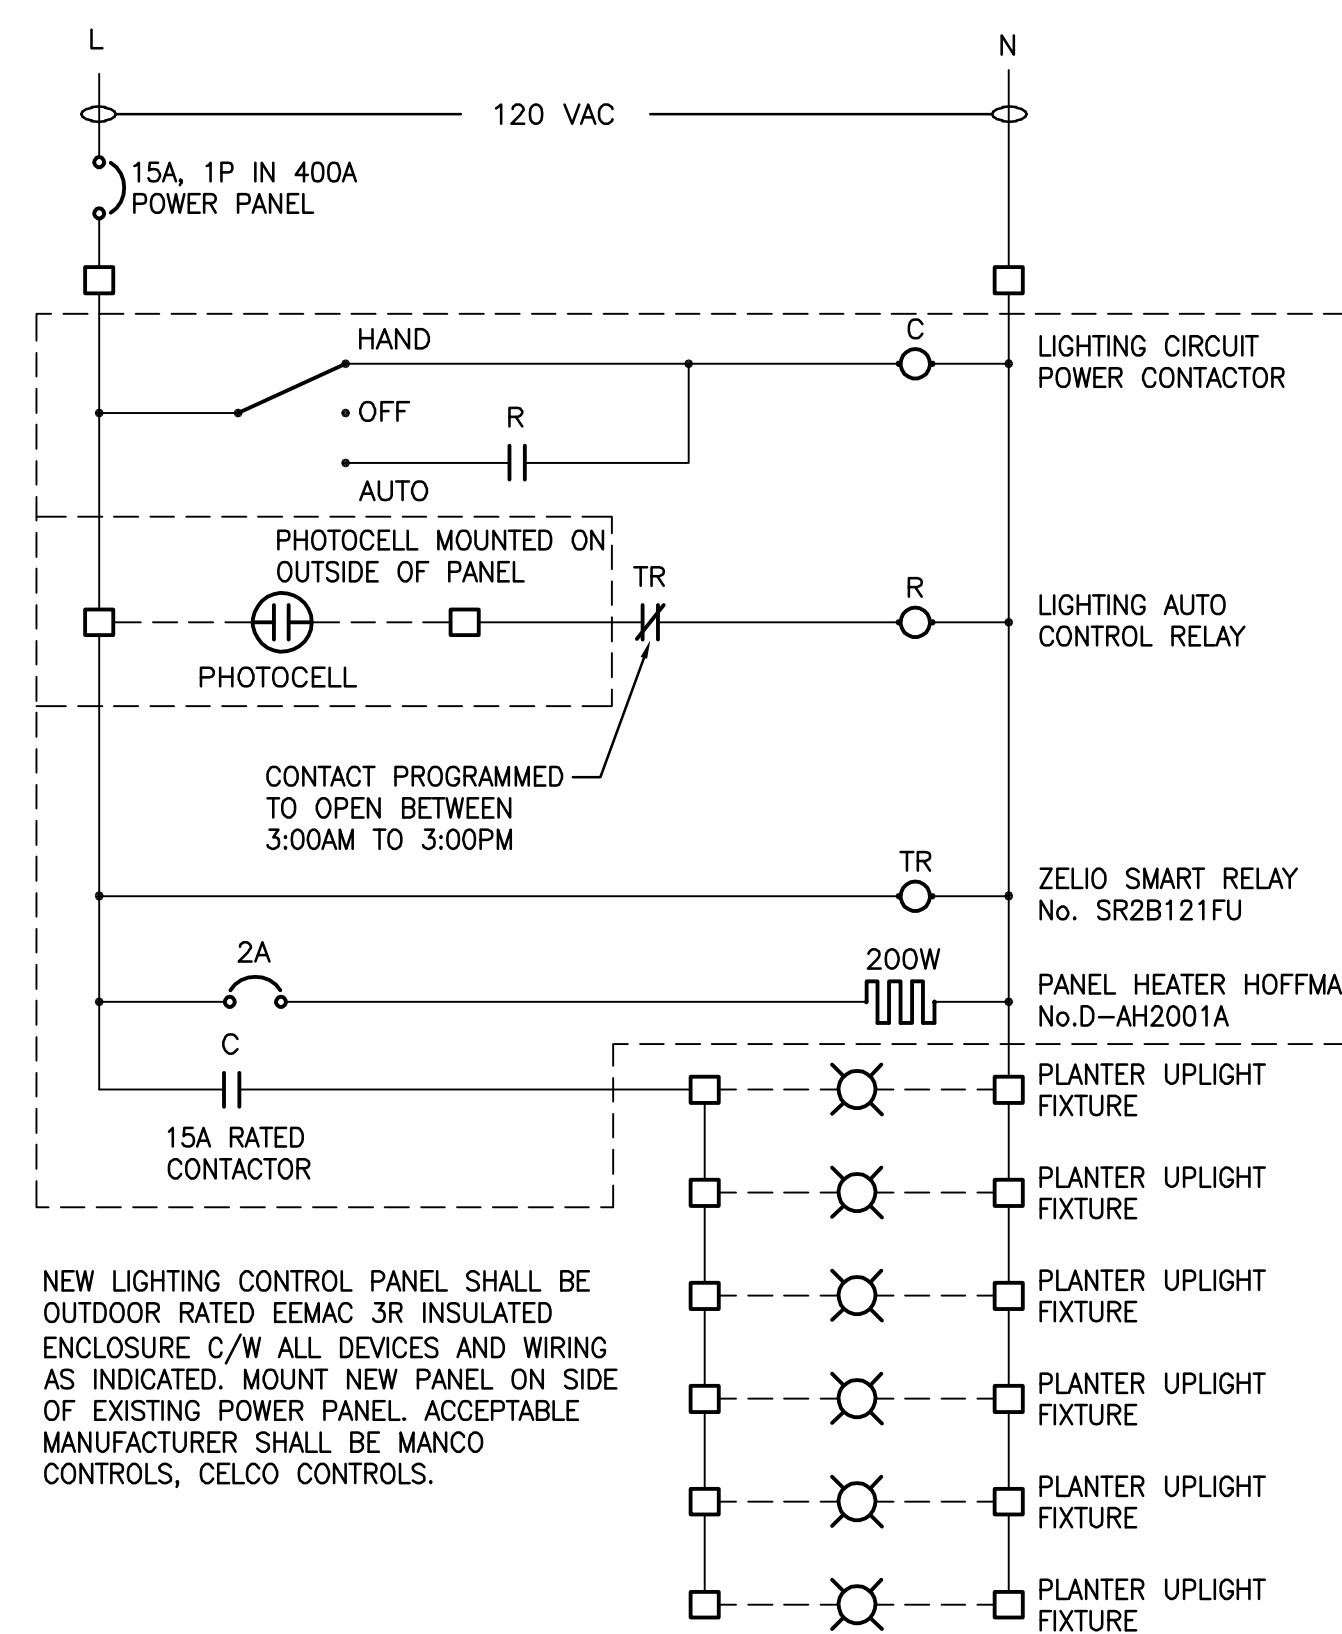 L
N
120 VAC
15A, 1P IN 400A
POWER PANEL
HAND
C
LIGHTING CIRCUIT
POWER CONTACTOR
OFF
R
AUTO
PHOTOCELL MOUNTED ON
OUTSIDE OF PANEL
TR
R
LIGHTING AUTO
CONTROL RELAY
PHOTOCELL
CONTACT PROGRAMMED
TO OPEN BETWEEN
3:00AM TO 3:00PM
TR
ZELIO SMART RELAY
No. SR2B121FU
2A
200W
PANEL HEATER HOFFMA
No.D-AH2001A
C
15A RATED
CONTACTOR
PLANTER UPLIGHT
FIXTURE
PLANTER UPLIGHT
FIXTURE
PLANTER UPLIGHT
FIXTURE
PLANTER UPLIGHT
FIXTURE
PLANTER UPLIGHT
FIXTURE
PLANTER UPLIGHT
FIXTURE
NEW LIGHTING CONTROL PANEL SHALL BE
OUTDOOR RATED EEMAC 3R INSULATED
ENCLOSURE C/W ALL DEVICES AND WIRING
AS INDICATED. MOUNT NEW PANEL ON SIDE
OF EXISTING POWER PANEL. ACCEPTABLE
MANUFACTURER SHALL BE MANCO
CONTROLS, CELCO CONTROLS.